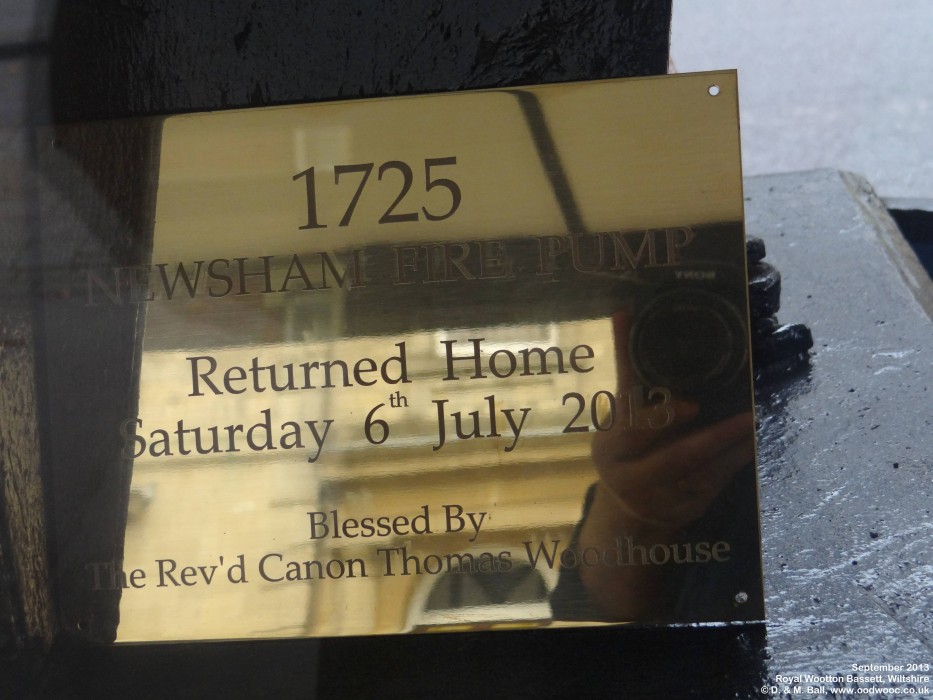 1725
NEWSHAM FIRE PUMP
Returned Home
Saturday 6th July 2013
Blessed By
The Rev'd Canon Thomas Woodhouse
SONY
September 2013
Royal Wootton Bassett, Wiltshire
© D. & M. Ball, www.oodwooc.co.uk